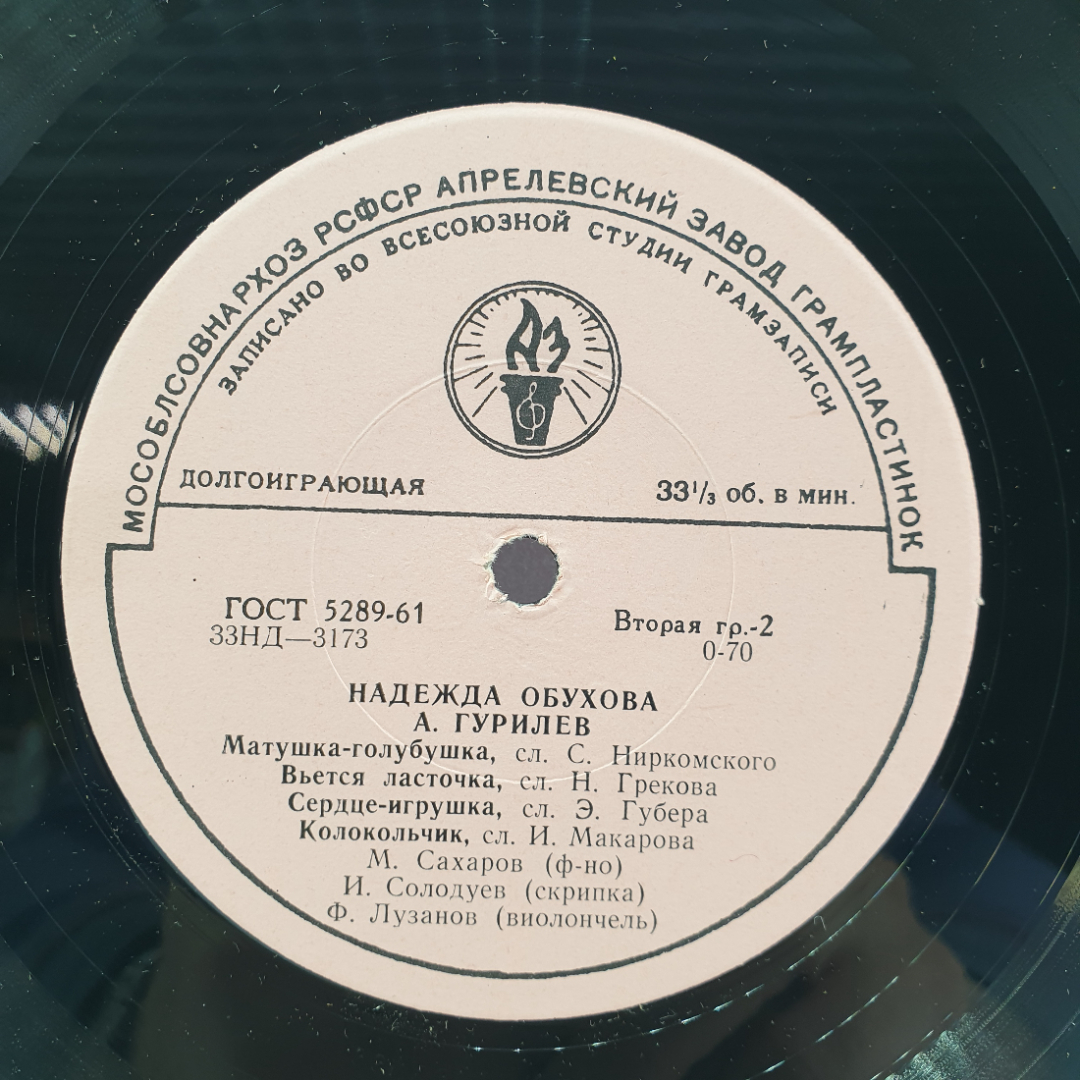 МОСОБЛСОВНАРХОЗ РСФСР АПРЕЛЕВСКИЙ ЗАВОД ГРАМПЛАСТИНОК
ЗАПИСАНО ВО ВСЕСОЮЗНОЙ СТУДИИ ГРАМЗАПИСИ
АЗ
ДОЛГОИГРАЮЩАЯ 33⅓ об. в мин.
ГОСТ 5289-61 Вторая гр.-2
33НД—3173 0-70
НАДЕЖДА ОБУХОВА
А. ГУРИЛЕВ
Матушка-голубушка, сл. С. Ниркомского
Вьется ласточка, сл. Н. Грекова
Сердце-игрушка, сл. Э. Губера
Колокольчик, сл. И. Макарова
М. Сахаров (ф-но)
И. Солодуев (скрипка)
Ф. Лузанов (виолончель)